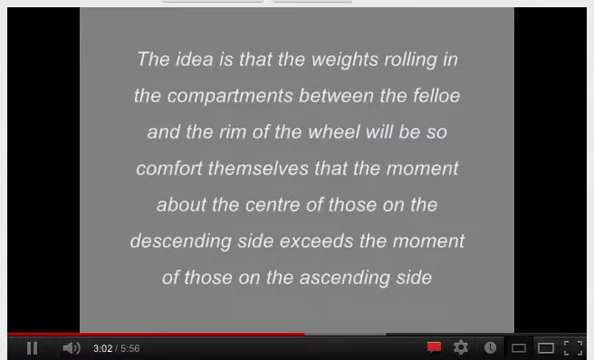 The idea is that the weights rolling in
the compartments between the felloe
and the rim of the wheel will be so
comfort themselves that the moment
about the centre of those on the
descending side exceeds the moment
of those on the ascending side
3:02 / 5:56